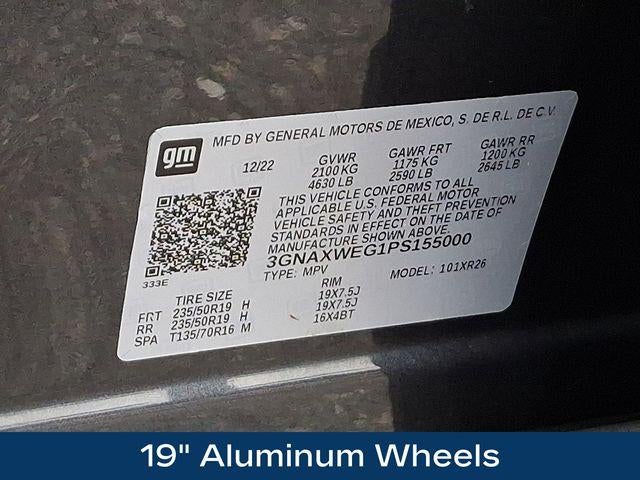 gm
MFD BY GENERAL MOTORS DE MEXICO, S. DE R.L. DE C.V.
12/22 GVWR GAWR FRT GAWR RR
2100 KG 1175 KG 1200 KG
4630 LB 2590 LB 2645 LB
THIS VEHICLE CONFORMS TO ALL
APPLICABLE U.S. FEDERAL MOTOR
VEHICLE SAFETY AND THEFT PREVENTION
STANDARDS IN EFFECT ON THE DATE OF
MANUFACTURE SHOWN ABOVE.
3GNAXWEG1PS155000
333E
TYPE: MPV MODEL: 101XR26
TIRE SIZE RIM
FRT 235/50R19 H 19X7.5J
RR 235/50R19 H 19X7.5J
SPA T135/70R16 M 16X4BT
19" Aluminum Wheels